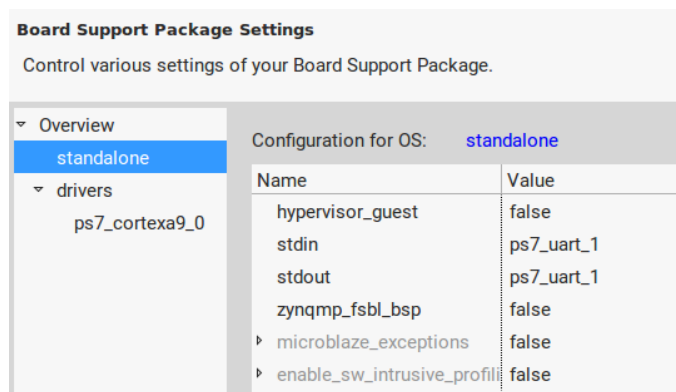 Board Support Package Settings
Control various settings of your Board Support Package.
Overview
standalone
drivers
ps7_cortexa9_0
Configuration for OS: standalone
Name Value
hypervisor_guest false
stdin ps7_uart_1
stdout ps7_uart_1
zynqmp_fsbl_bsp false
microblaze_exceptions false
enable_sw_intrusive_profili false